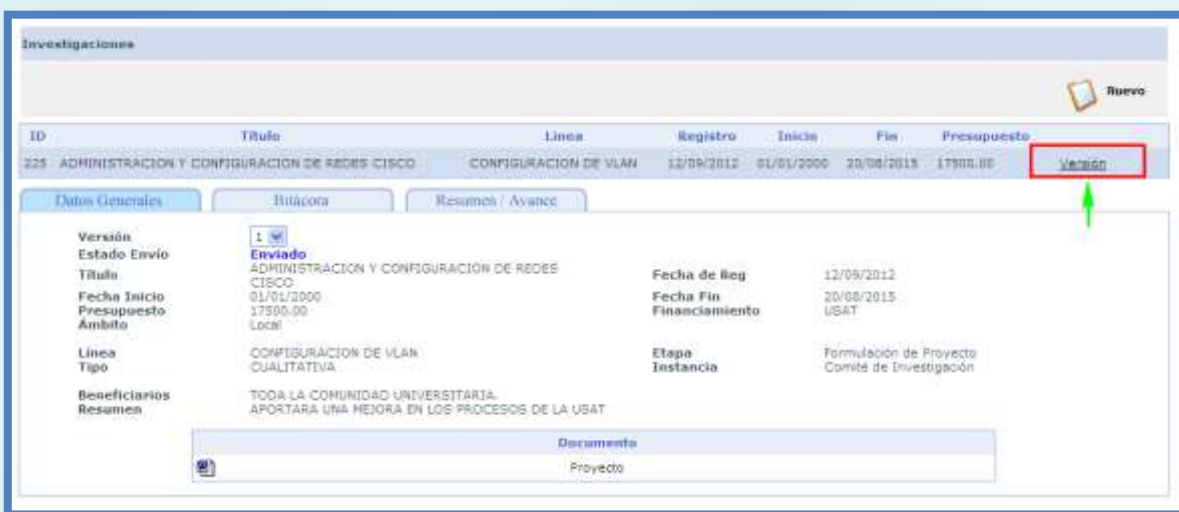 Investigaciones
Nuevo
ID Título Linea Registro Inicio Fin Presupuesto
225 ADMINISTRACION Y CONFIGURACION DE REDES CISCO CONFIGURACION DE VLAN 12/09/2012 01/01/2000 20/08/2015 17500.00 Versión
Datos Generales Bitácora Resumen / Avance
Versión 1
Estado Envío Enviado
Título ADMINISTRACION Y CONFIGURACION DE REDES CISCO Fecha de Reg 12/09/2012
Fecha Inicio 01/01/2000 Fecha Fin 20/08/2015
Presupuesto 17500.00 Financiamiento USAT
Ámbito Local
Línea CONFIGURACION DE VLAN Etapa Formulación de Proyecto
Tipo CUALITATIVA Instancia Comité de Investigación
Beneficiarios TODA LA COMUNIDAD UNIVERSITARIA.
Resumen APORTARA UNA MEJORA EN LOS PROCESOS DE LA USAT
Documento
Proyecto